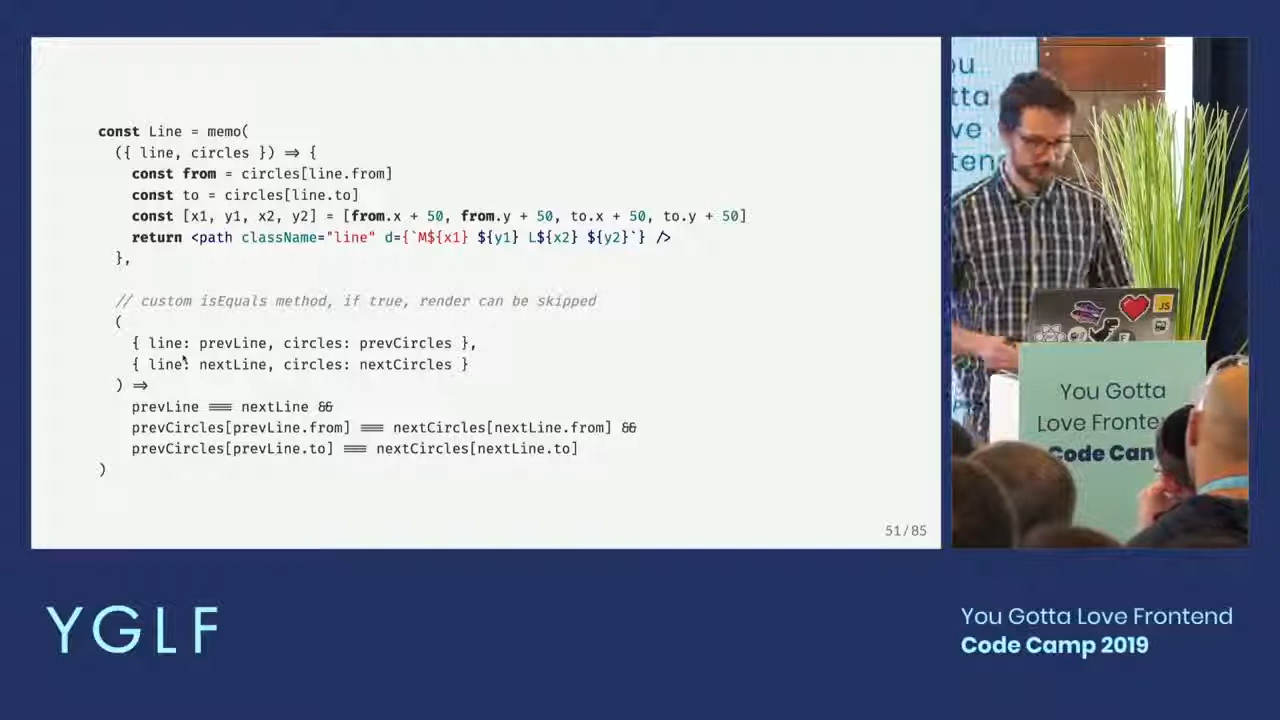 const Line = memo(
({ line, circles }) => {
const from = circles[line.from]
const to = circles[line.to]
const [x1, y1, x2, y2] = [from.x + 50, from.y + 50, to.x + 50, to.y + 50]
return <path className="line" d={`M${x1} ${y1} L${x2} ${y2}`} />
},
// custom isEquals method, if true, render can be skipped
(
{ line: prevLine, circles: prevCircles },
{ line: nextLine, circles: nextCircles }
) =>
prevLine === nextLine &&
prevCircles[prevLine.from] === nextCircles[nextLine.from] &&
prevCircles[prevLine.to] === nextCircles[nextLine.to]
)
51/85
JS
You Gotta
Love
Code
YGLF
You Gotta Love Frontend
Code Camp 2019